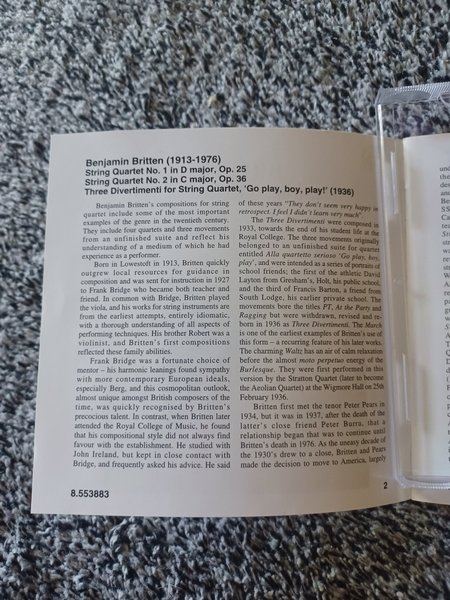 Benjamin Britten (1913-1976)
String Quartet No. 1 in D major, Op. 25
String Quartet No. 2 in C major, Op. 36
Three Divertimenti for String Quartet, 'Go play, boy, play!' (1936)
Benjamin Britten's compositions for string
quartet include some of the most important
examples of the genre in the twentieth century.
They include four quartets and three movements
from an unfinished suite and reflect his
understanding of a medium of which he had
experience as a performer.
Born in Lowestoft in 1913, Britten quickly
outgrew local resources for guidance in
composition and was sent for instruction in 1927
to Frank Bridge who became both teacher and
friend. In common with Bridge, Britten played
the viola, and his works for string instruments are
from the earliest attempts, entirely idiomatic,
with a thorough understanding of all aspects of
performing techniques. His brother Robert was a
violinist, and Britten's first compositions
reflected these family abilities.
Frank Bridge was a fortunate choice of
mentor – his harmonic leanings found sympathy
with more contemporary European ideals,
especially Berg, and this cosmopolitan outlook,
almost unique amongst British composers of the
time, was quickly recognised by Britten's
precocious talent. In contrast, when Britten later
attended the Royal College of Music, he found
that his compositional style did not always find
favour with the establishment. He studied with
John Ireland, but kept in close contact with
Bridge, and frequently asked his advice. He said
of these years "They don't seem very happy in
retrospect. I feel I didn't learn very much".
The Three Divertimenti were composed in
1933, towards the end of his student life at the
Royal College. The three movements originally
belonged to an unfinished suite for quartet
entitled Alla quartetto serioso 'Go play, boy,
play', and were intended as a series of portraits of
school friends; the first of the athletic David
Layton from Gresham's, Holt, his public school,
and the third of Francis Barton, a friend from
South Lodge, his earlier private school. The
movements bore the titles PT, At the Party and
Ragging but were withdrawn, revised and re-
born in 1936 as Three Divertimenti. The March
is one of the earliest examples of Britten's use of
this form – a recurring feature of his later works.
The charming Waltz has an air of calm relaxation
before the almost moto perpetuo energy of the
Burlesque. They were first performed in this
version by the Stratton Quartet (later to become
the Aeolian Quartet) at the Wigmore Hall on 25th
February 1936.
Britten first met the tenor Peter Pears in
1934, but it was in 1937, after the death of the
latter's close friend Peter Burra, that a
relationship began that was to continue until
Britten's death in 1976. As the uneasy decade of
the 1930's drew to a close, Britten and Pears
made the decision to move to America, largely
8.553883
2